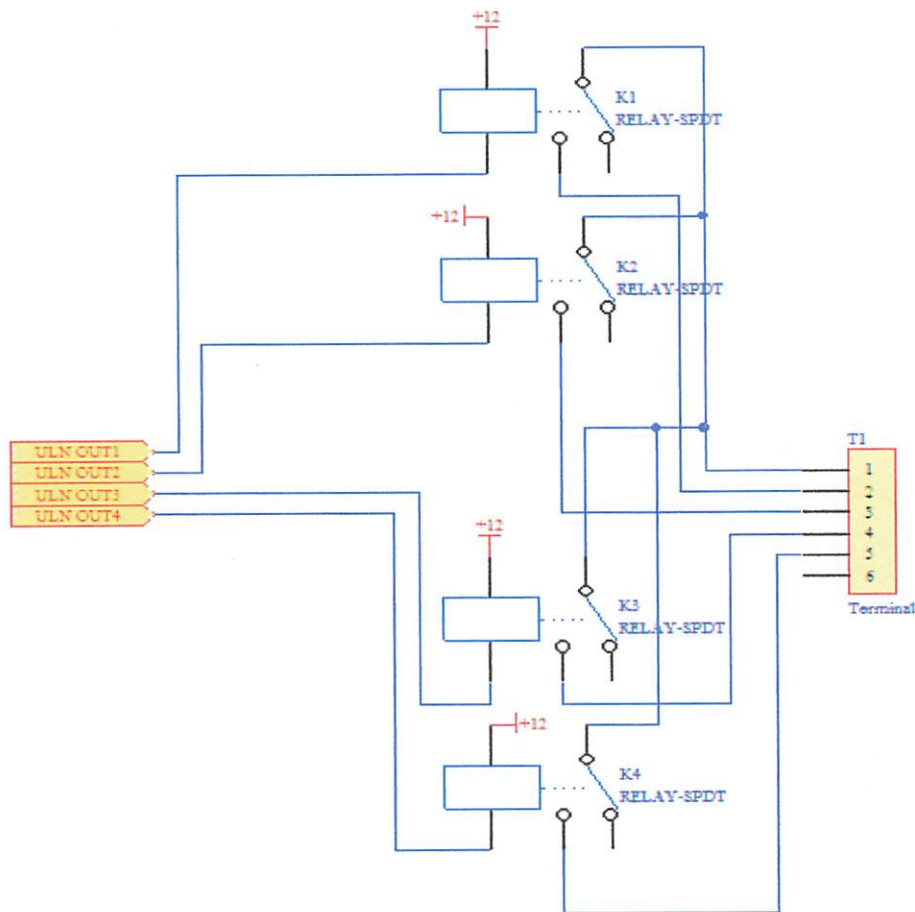 +12
K1
RELAY-SPDT
+12
K2
RELAY-SPDT
ULN OUT1
ULN OUT2
ULN OUT3
ULN OUT4
T1
1
2
3
4
5
6
Terminal
+12
K3
RELAY-SPDT
+12
K4
RELAY-SPDT